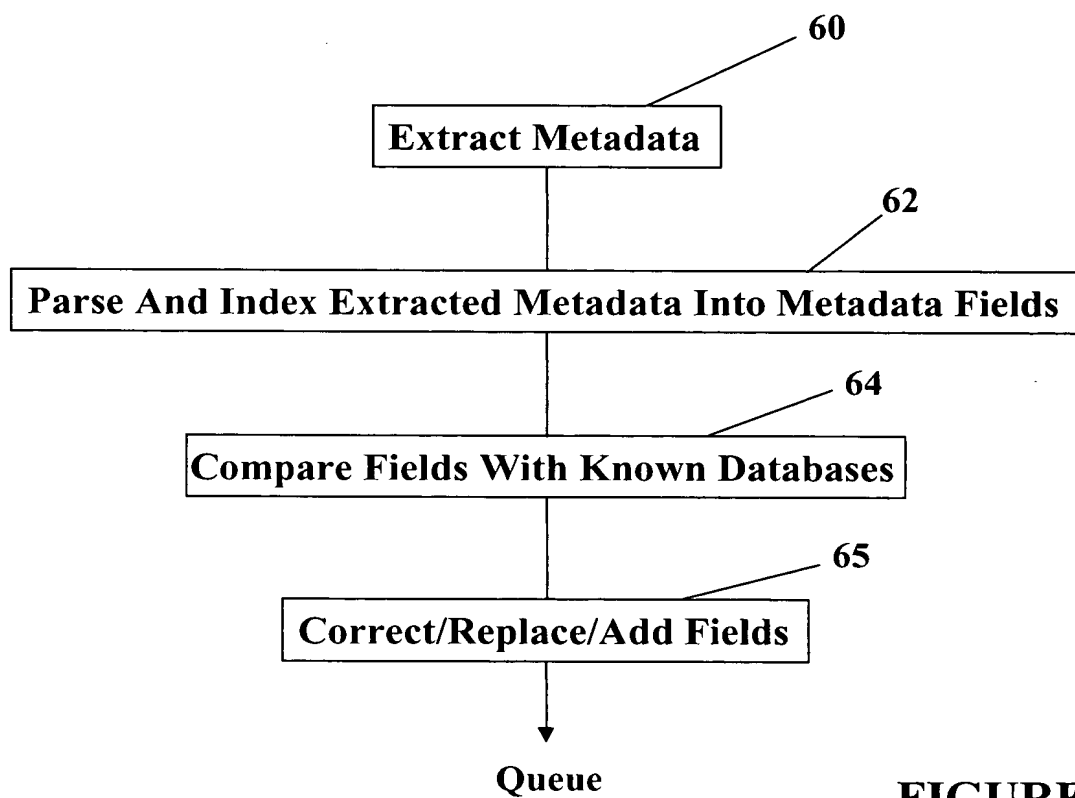 60
Extract Metadata
62
Parse And Index Extracted Metadata Into Metadata Fields
64
Compare Fields With Known Databases
65
Correct/Replace/Add Fields
Queue
FIGURE